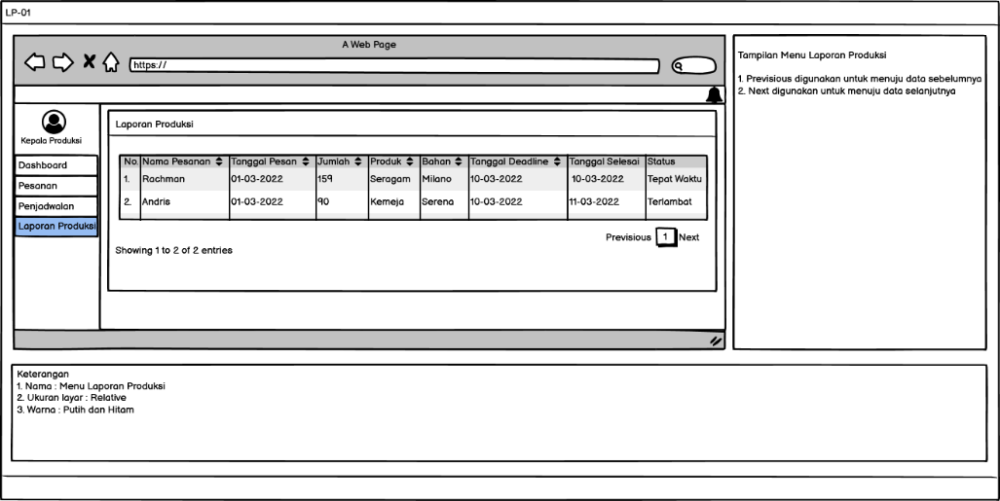 LP-01
A Web Page
https://
Kepala Produksi
Dashboard
Pesanan
Penjadwalan
Laporan Produksi
Laporan Produksi
No. Nama Pesanan Tanggal Pesan Jumlah Produk Bahan Tanggal Deadline Tanggal Selesai Status
1. Rachman 01-03-2022 159 Seragam Milano 10-03-2022 10-03-2022 Tepat Waktu
2. Andris 01-03-2022 90 Kemeja Serena 10-03-2022 11-03-2022 Terlambat
Previsious 1 Next
Showing 1 to 2 of 2 entries
Tampilan Menu Laporan Produksi
1. Previsious digunakan untuk menuju data sebelumnya
2. Next digunakan untuk menuju data selanjutnya
Keterangan
1. Nama : Menu Laporan Produksi
2. Ukuran layar : Relative
3. Warna : Putih dan Hitam